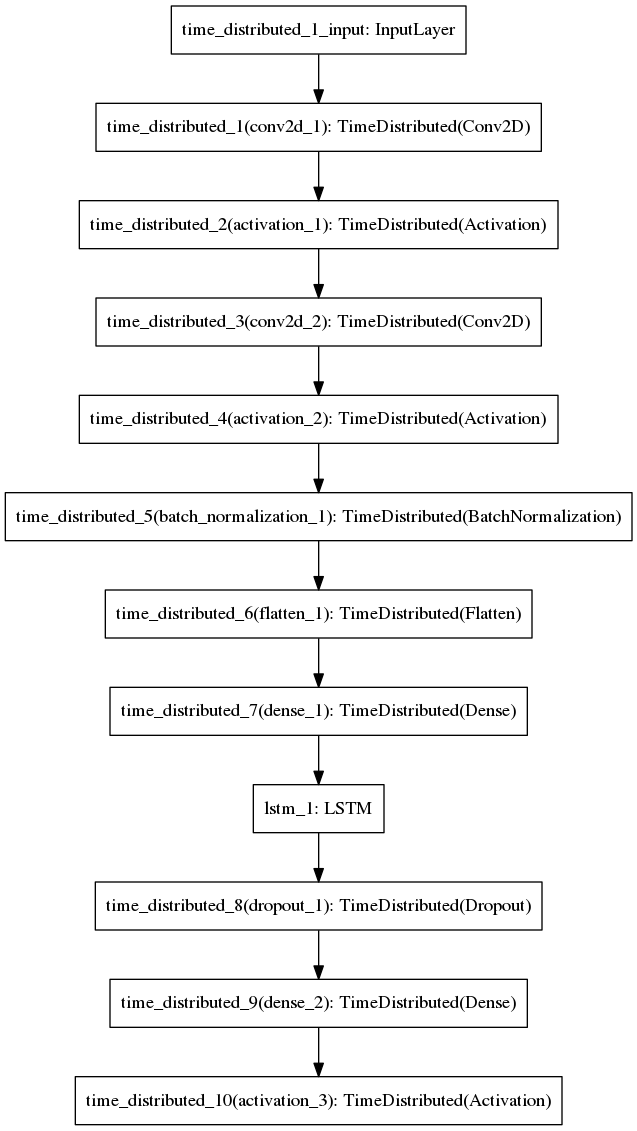 time_distributed_1_input: InputLayer
time_distributed_1(conv2d_1): TimeDistributed(Conv2D)
time_distributed_2(activation_1): TimeDistributed(Activation)
time_distributed_3(conv2d_2): TimeDistributed(Conv2D)
time_distributed_4(activation_2): TimeDistributed(Activation)
time_distributed_5(batch_normalization_1): TimeDistributed(BatchNormalization)
time_distributed_6(flatten_1): TimeDistributed(Flatten)
time_distributed_7(dense_1): TimeDistributed(Dense)
lstm_1: LSTM
time_distributed_8(dropout_1): TimeDistributed(Dropout)
time_distributed_9(dense_2): TimeDistributed(Dense)
time_distributed_10(activation_3): TimeDistributed(Activation)